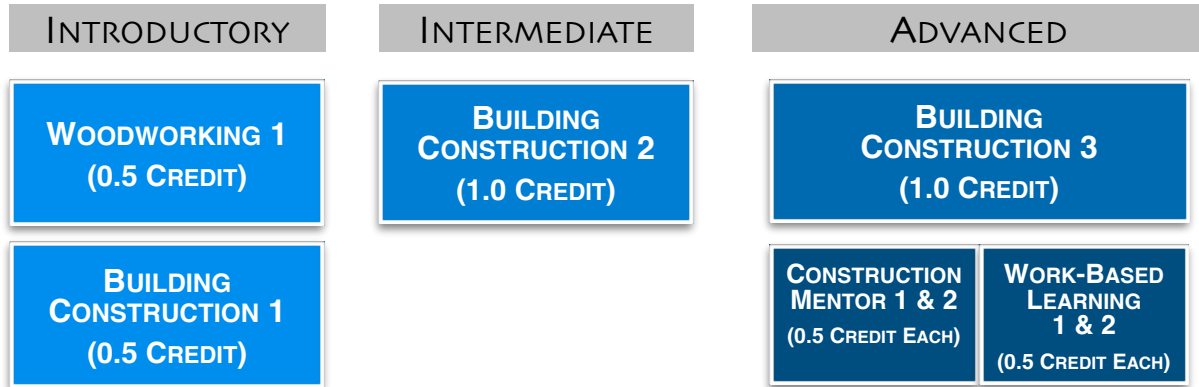 INTRODUCTORY
INTERMEDIATE
ADVANCED
WOODWORKING 1
(0.5 CREDIT)
BUILDING
CONSTRUCTION 2
(1.0 CREDIT)
BUILDING
CONSTRUCTION 3
(1.0 CREDIT)
BUILDING
CONSTRUCTION 1
(0.5 CREDIT)
CONSTRUCTION
MENTOR 1 & 2
(0.5 CREDIT EACH)
WORK-BASED
LEARNING
1 & 2
(0.5 CREDIT EACH)